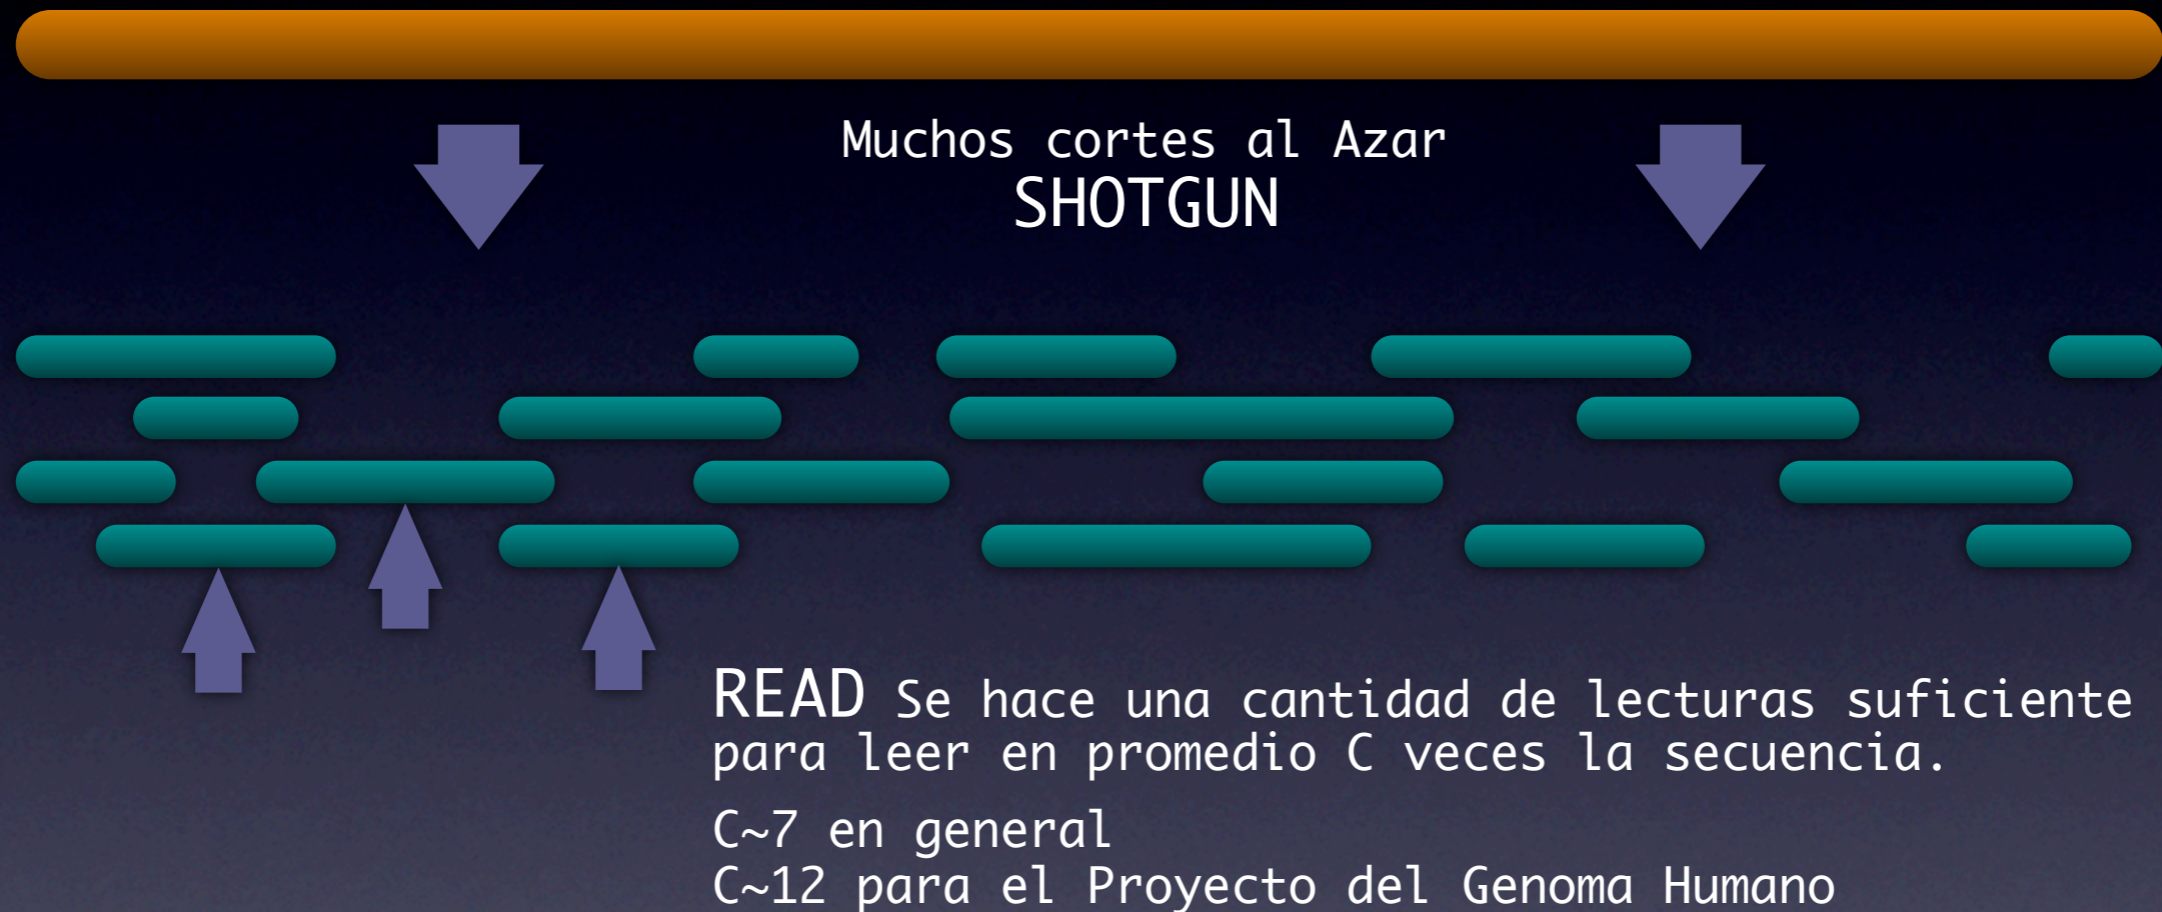 Muchos cortes al Azar
SHOTGUN
READ Se hace una cantidad de lecturas suficiente
para leer en promedio C veces la secuencia.
C~7 en general
C~12 para el Proyecto del Genoma Humano